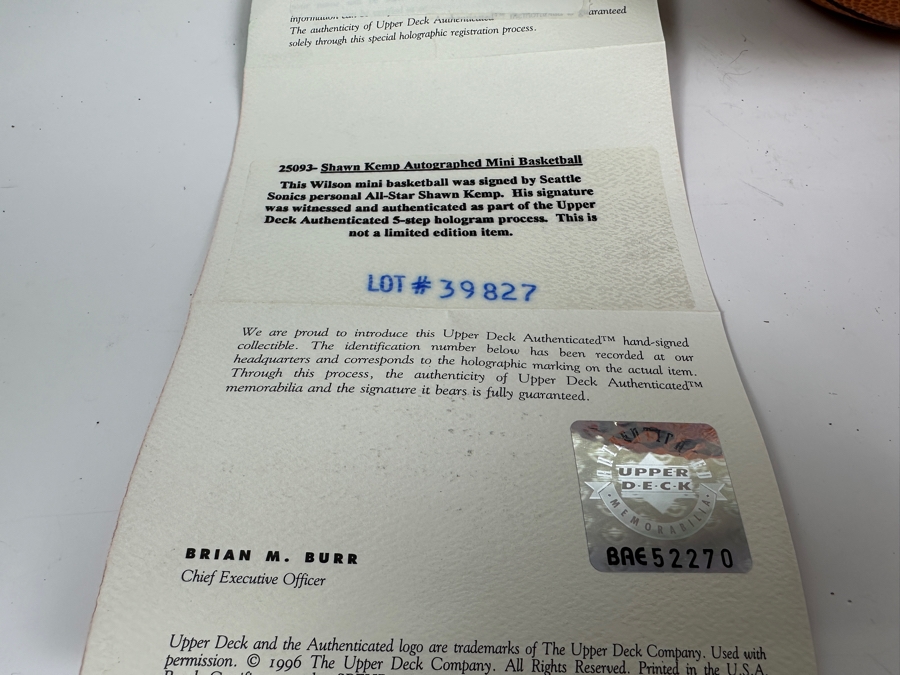 The authenticity of Upper Deck Authenticated
aranteed
solely through this special holographic registration process.
25093- Shawn Kemp Autographed Mini Basketball
This Wilson mini basketball was signed by Seattle
Sonics personal All-Star Shawn Kemp. His signature
was witnessed and authenticated as part of the Upper
Deck Authenticated 5-step hologram process. This is
not a limited edition item.
LOT # 39827
We are proud to introduce this Upper Deck Authenticated™ hand-signed
collectible. The identification number below has been recorded at our
headquarters and corresponds to the holographic marking on the actual item.
Through this process, the authenticity of Upper Deck Authenticated™
memorabilia and the signature it bears is fully guaranteed.
UPPER
D·E·C·K
·MEMORABILIA·
BAE52270
BRIAN M. BURR
Chief Executive Officer
Upper Deck and the Authenticated logo are trademarks of The Upper Deck Company. Used with
permission. © 1996 The Upper Deck Company. All Rights Reserved. Printed in the U.S.A.